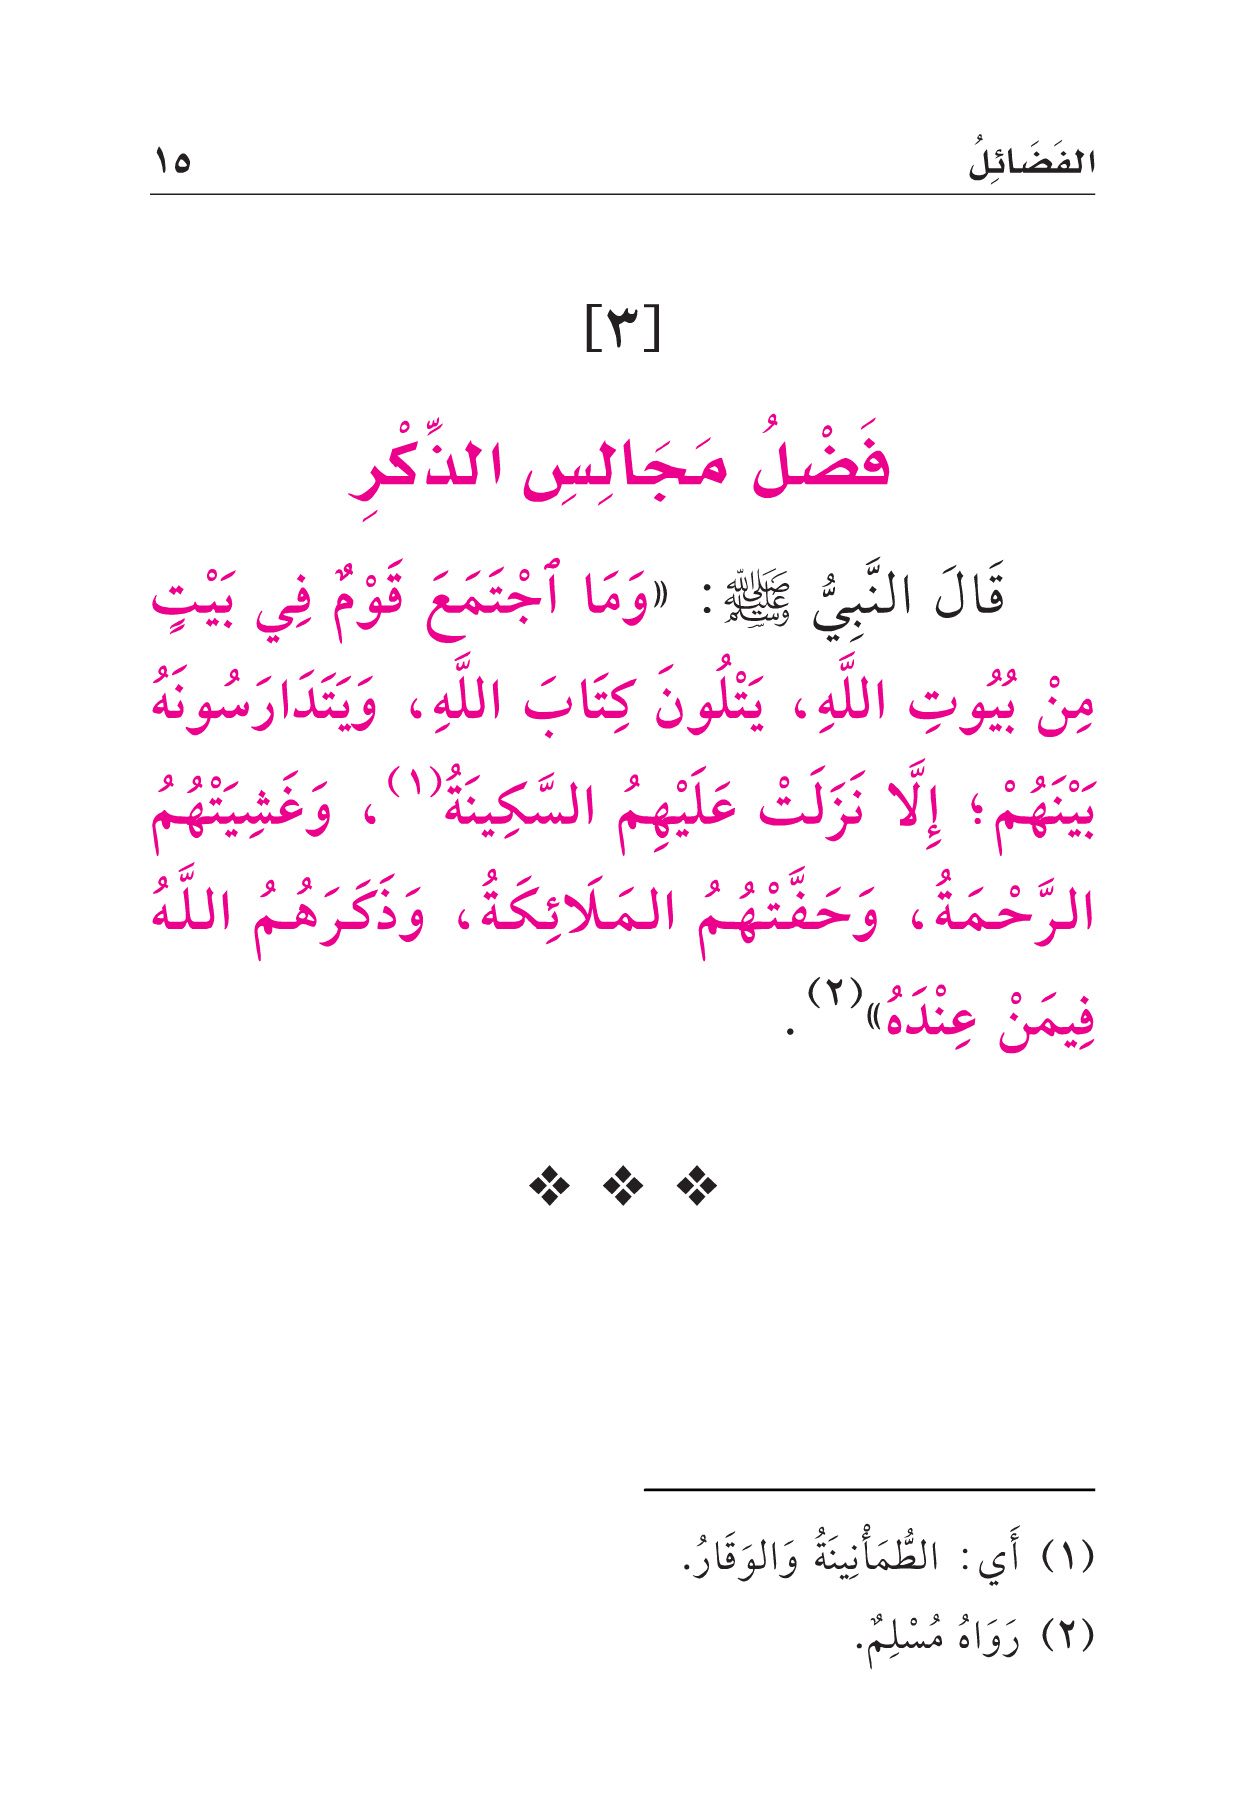 الفَضَائِلُ ١٥
[٣]
فَضْلُ مَجَالِسِ الذِّكْرِ
قَالَ النَّبِيُّ ﷺ: «وَمَا ٱجْتَمَعَ قَوْمٌ فِي بَيْتٍ
مِنْ بُيُوتِ اللَّهِ، يَتْلُونَ كِتَابَ اللَّهِ، وَيَتَدَارَسُونَهُ
بَيْنَهُمْ؛ إِلَّا نَزَلَتْ عَلَيْهِمُ السَّكِينَةُ(١)، وَغَشِيَتْهُمُ
الرَّحْمَةُ، وَحَفَّتْهُمُ المَلَائِكَةُ، وَذَكَرَهُمُ اللَّهُ
فِيمَنْ عِنْدَهُ»(٢).
(١) أَي: الطُّمَأْنِينَةُ وَالوَقَارُ.
(٢) رَوَاهُ مُسْلِمٌ.